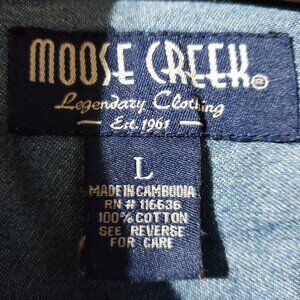 MOOSE CREEK®
Legendary Clothing
Est. 1961
L
MADE IN CAMBODIA
RN # 116636
100% COTTON
SEE REVERSE
FOR CARE